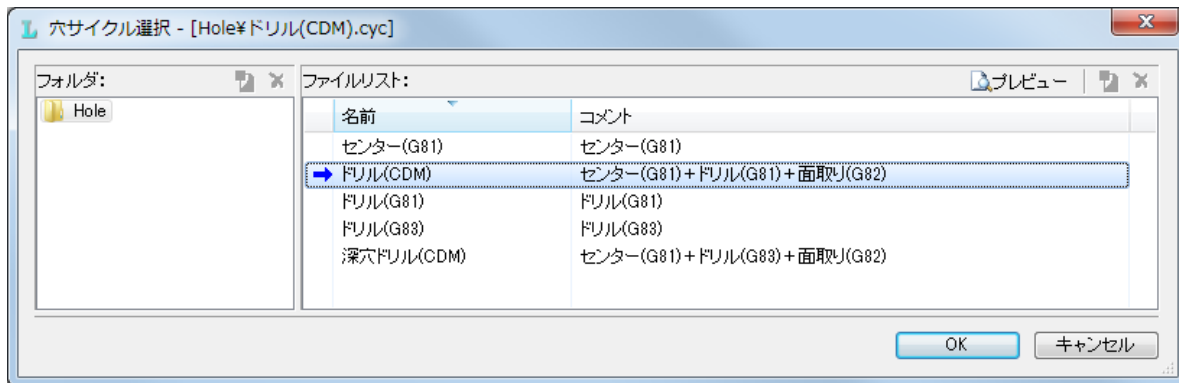 穴サイクル選択 - [Hole¥ドリル(CDM).cyc]
フォルダ:
Hole
ファイルリスト: プレビュー
名前 コメント
センター(G81) センター(G81)
ドリル(CDM) センター(G81)+ドリル(G81)+面取り(G82)
ドリル(G81) ドリル(G81)
ドリル(G83) ドリル(G83)
深穴ドリル(CDM) センター(G81)+ドリル(G83)+面取り(G82)
OK キャンセル